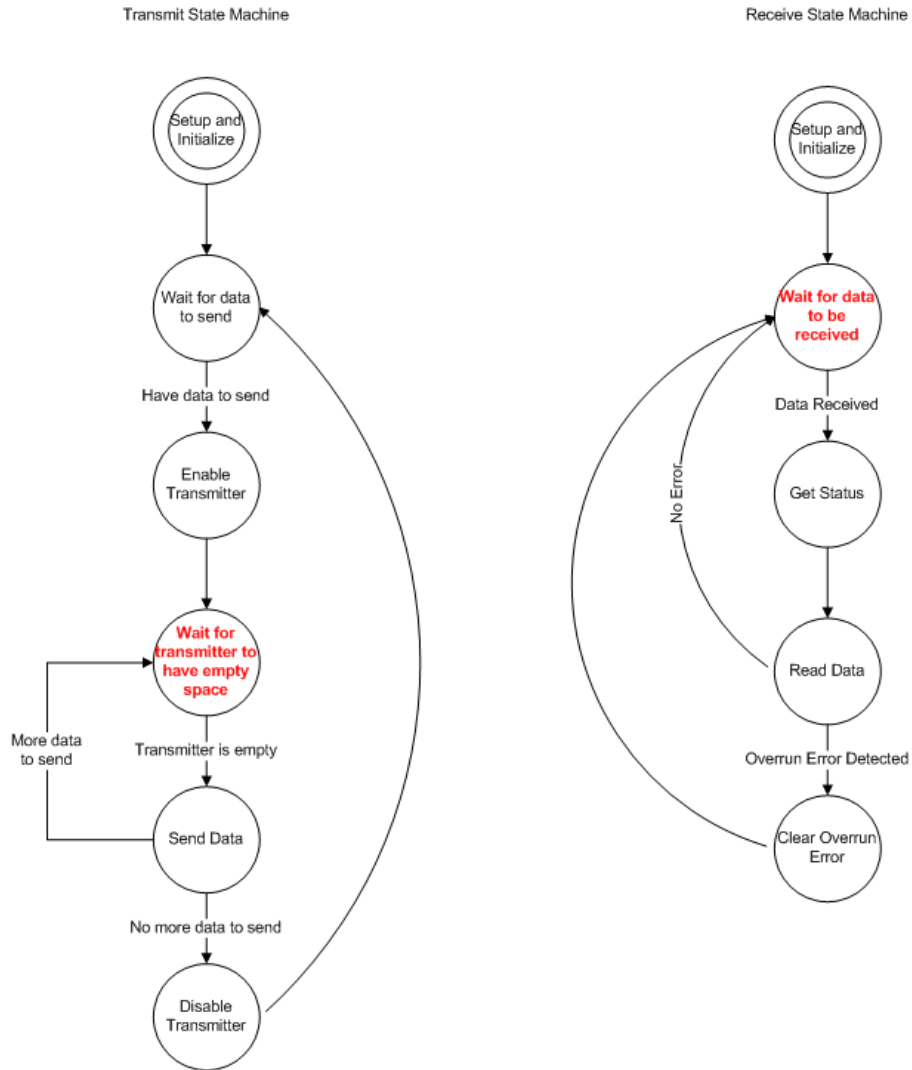 Transmit State Machine
Setup and
Initialize
Wait for data
to send
Have data to send
Enable
Transmitter
Wait for
transmitter to
have empty
space
More data
to send
Transmitter is empty
Send Data
No more data to send
Disable
Transmitter
Receive State Machine
Setup and
Initialize
Wait for data
to be
received
Data Received
No Error
Get Status
Read Data
Overrun Error Detected
Clear Overrun
Error